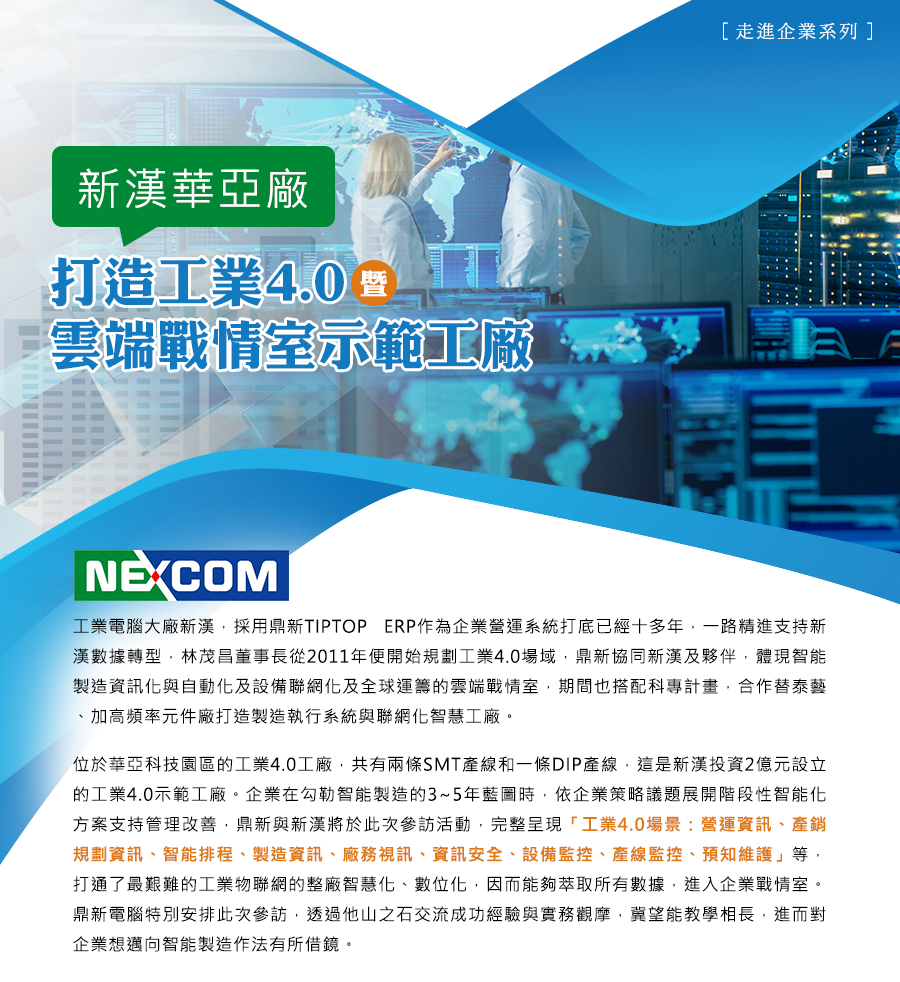 ［走進企業系列］
新漢華亞廠
打造工業4.0暨
雲端戰情室示範工廠
NEXCOM
工業電腦大廠新漢，採用鼎新TIPTOP ERP作為企業營運系統打底已經十多年，一路精進支持新
漢數據轉型，林茂昌董事長從2011年便開始規劃工業4.0場域，鼎新協同新漢及夥伴，體現智能
製造資訊化與自動化及設備聯網化及全球運籌的雲端戰情室，期間也搭配科專計畫，合作替泰藝
、加高頻率元件廠打造製造執行系統與聯網化智慧工廠。
位於華亞科技園區的工業4.0工廠，共有兩條SMT產線和一條DIP產線，這是新漢投資2億元設立
的工業4.0示範工廠。企業在勾勒智能製造的3~5年藍圖時，依企業策略議題展開階段性智能化
方案支持管理改善，鼎新與新漢將於此次參訪活動，完整呈現「工業4.0場景：營運資訊、產銷
規劃資訊、智能排程、製造資訊、廠務視訊、資訊安全、設備監控、產線監控、預知維護」等，
打通了最艱難的工業物聯網的整廠智慧化、數位化，因而能夠萃取所有數據，進入企業戰情室。
鼎新電腦特別安排此次參訪，透過他山之石交流成功經驗與實務觀摩，冀望能教學相長，進而對
企業想邁向智能製造作法有所借鏡。